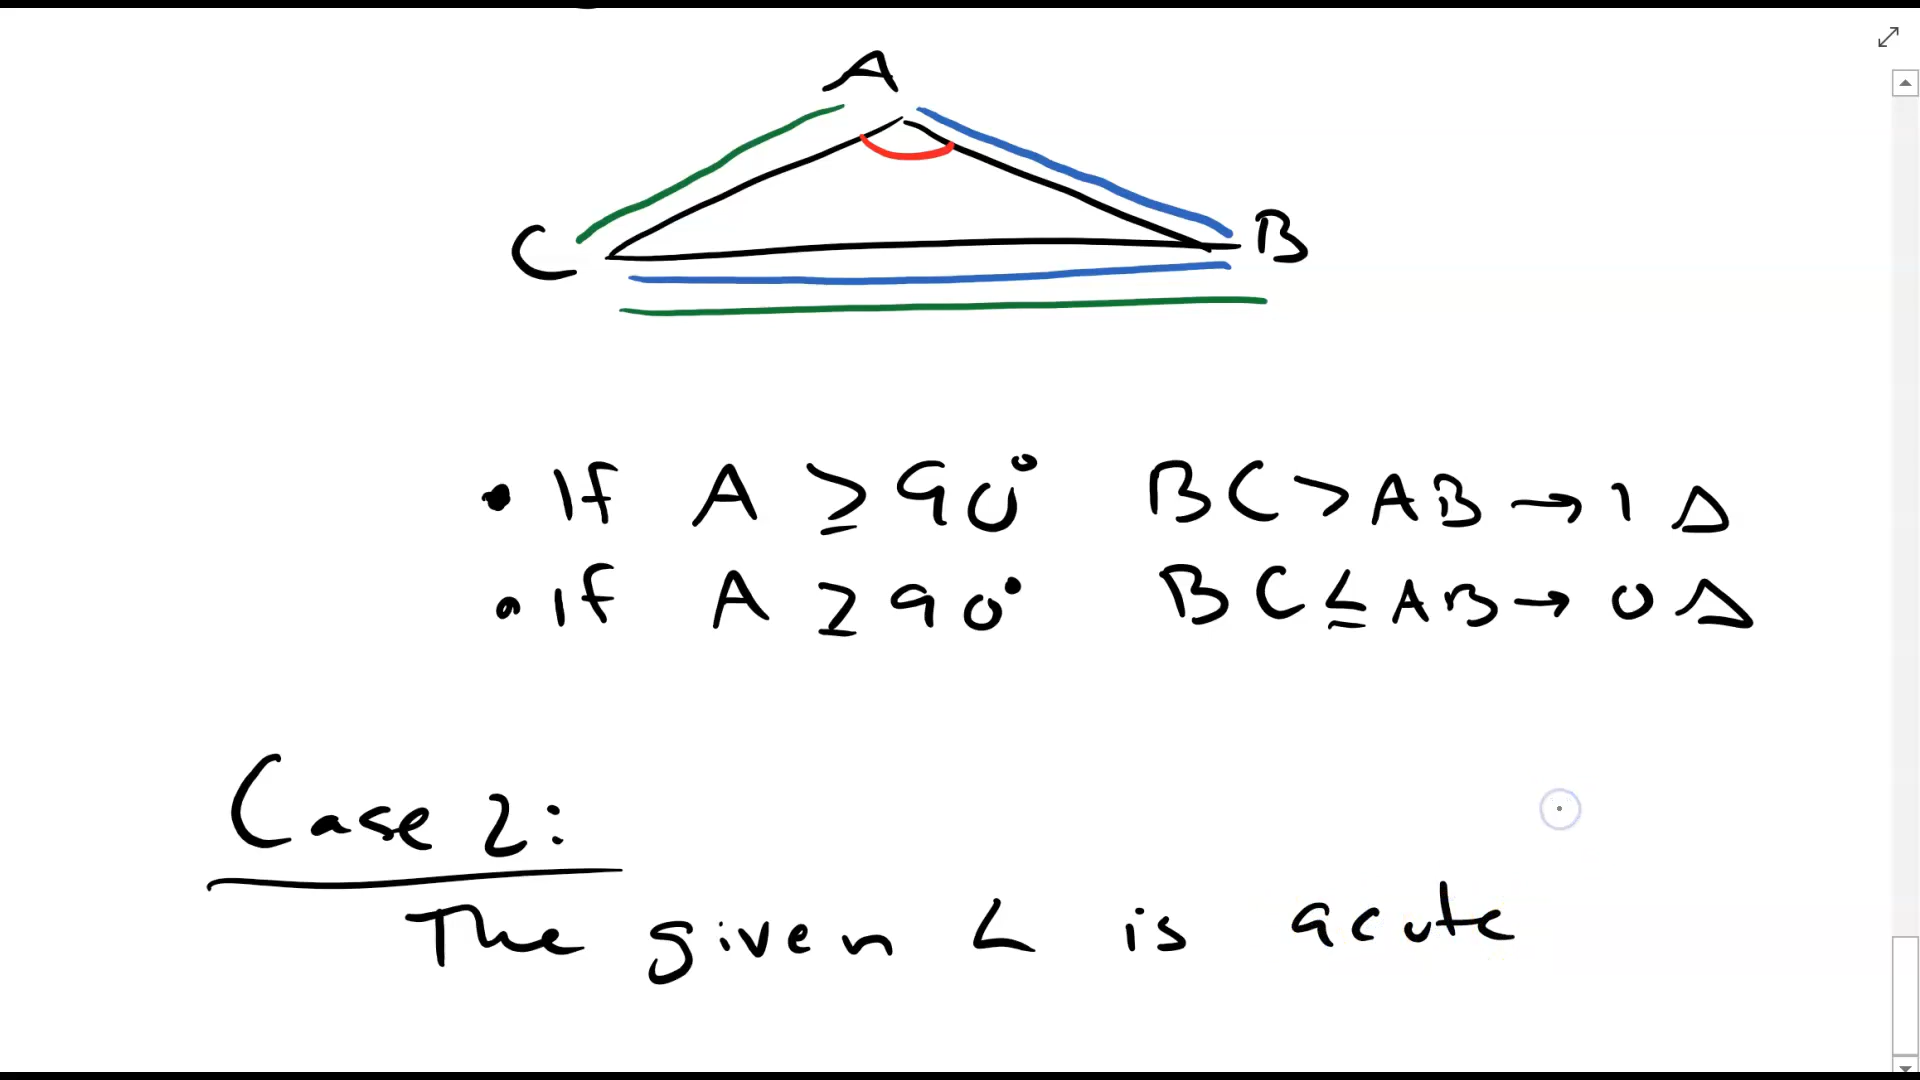 A
C B
• If A ≥ 90° BC > AB → 1 Δ
• If A ≥ 90° BC ≤ AB → 0 Δ
Case 2:
The given ∠ is acute